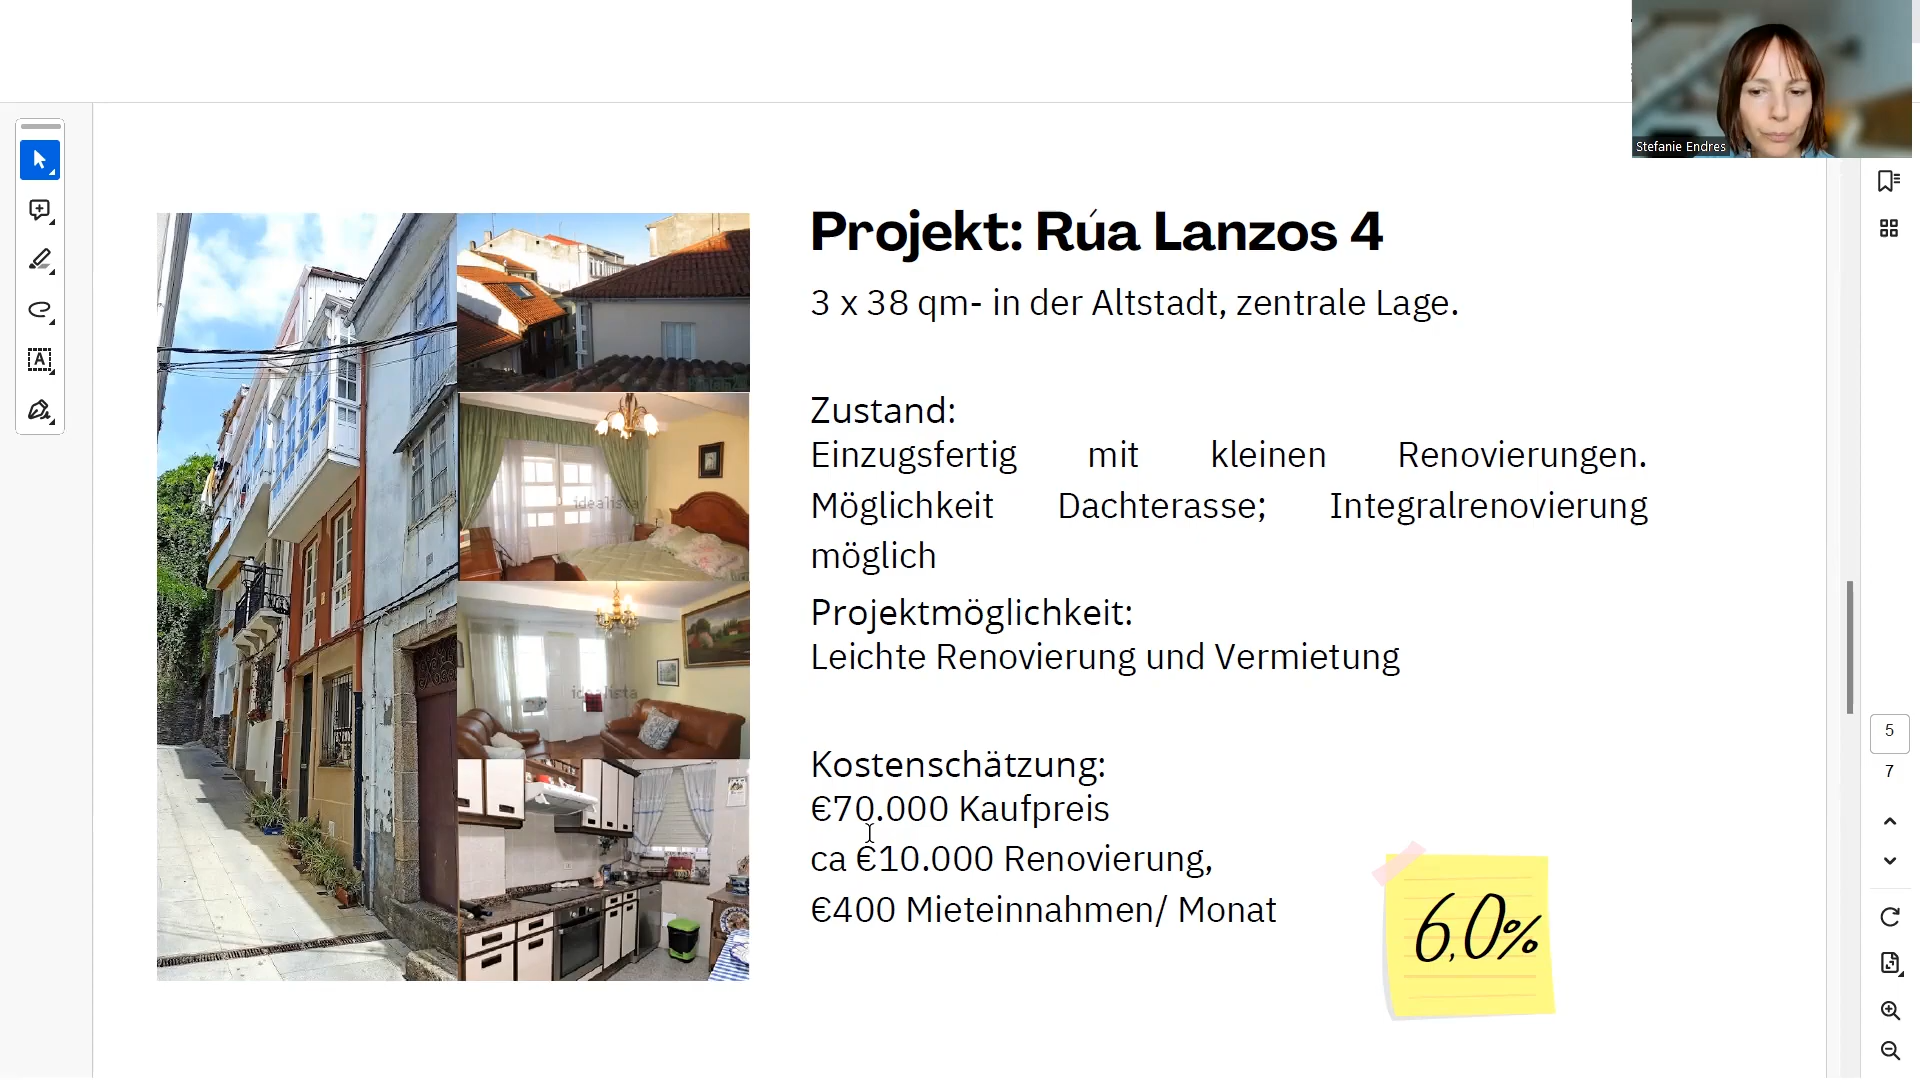 Stefanie Endres
Projekt: Rúa Lanzos 4
3 x 38 qm- in der Altstadt, zentrale Lage.
Zustand:
Einzugsfertig mit kleinen Renovierungen.
Möglichkeit Dachterasse; Integralrenovierung
möglich
Projektmöglichkeit:
Leichte Renovierung und Vermietung
Kostenschätzung:
€70.000 Kaufpreis
ca €10.000 Renovierung,
€400 Mieteinnahmen/ Monat
6,0%
idealista
idealista
5
7